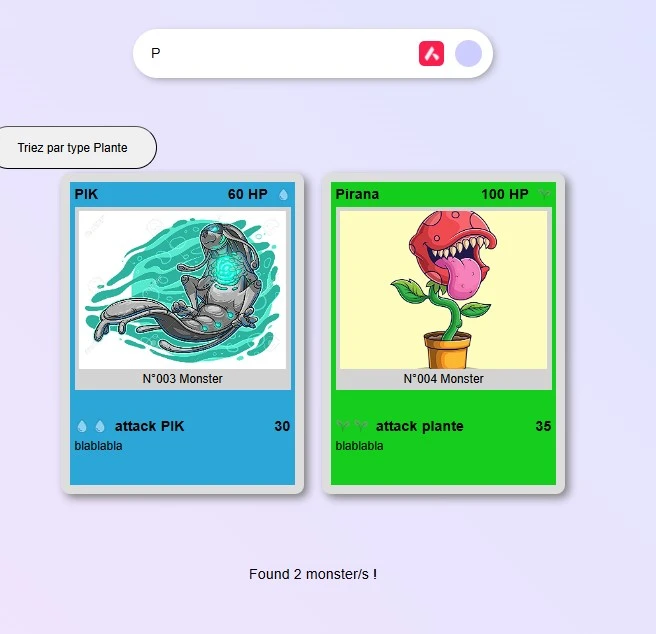 P
Triez par type Plante
PIK 60 HP
N°003 Monster
attack PIK 30
blablabla
Pirana 100 HP
N°004 Monster
attack plante 35
blablabla
Found 2 monster/s !